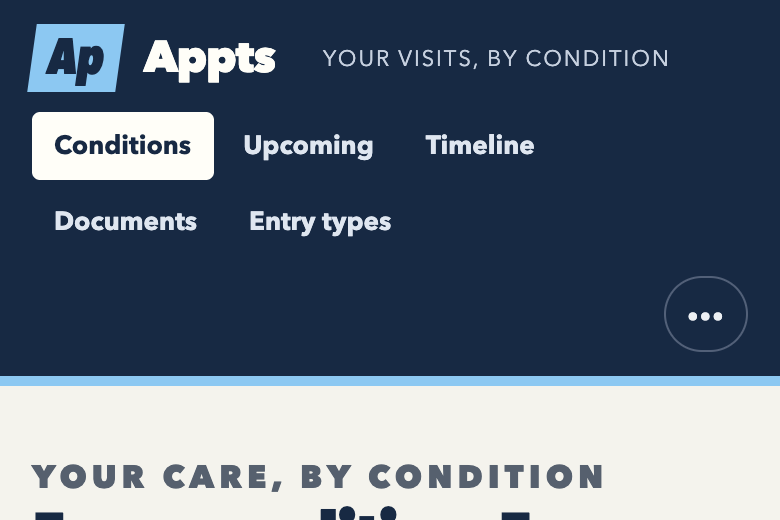 Ap Appts YOUR VISITS, BY CONDITION
Conditions Upcoming Timeline
Documents Entry types
•••
YOUR CARE, BY CONDITION